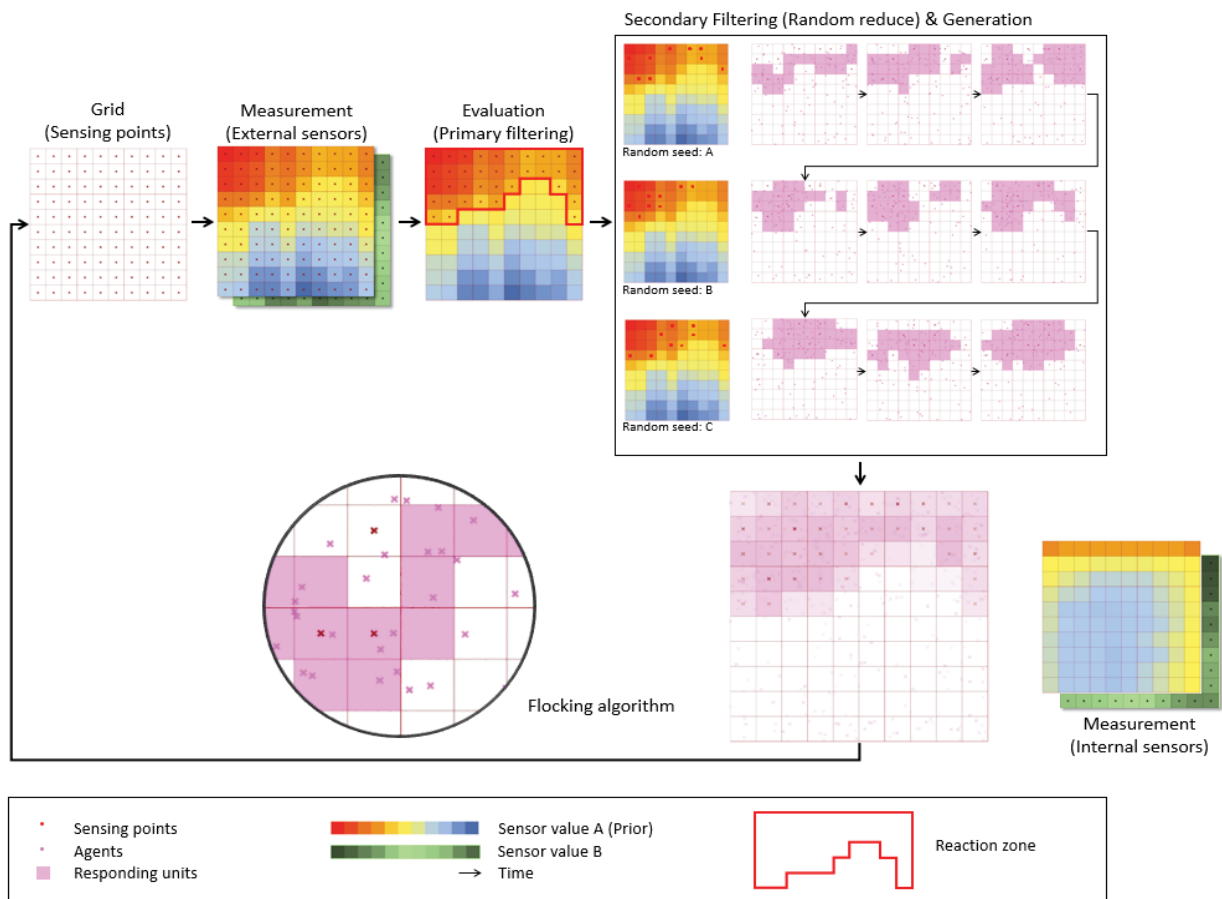 Secondary Filtering (Random reduce) & Generation
Grid
(Sensing points)
Measurement
(External sensors)
Evaluation
(Primary filtering)
Random seed: A
Random seed: B
Random seed: C
Flocking algorithm
Measurement
(Internal sensors)
Sensing points
Agents
Responding units
Sensor value A (Prior)
Sensor value B
Time
Reaction zone